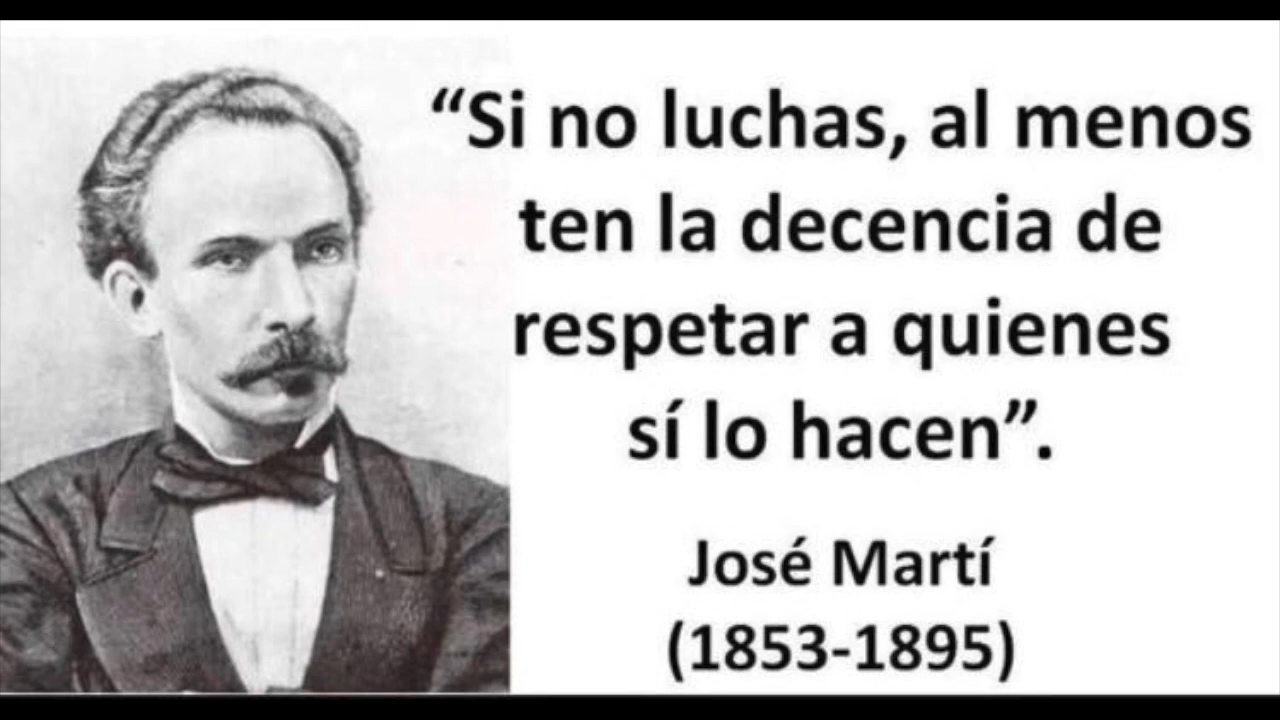 “Si no luchas, al menos
ten la decencia de
respetar a quienes
sí lo hacen”.
José Martí
(1853-1895)